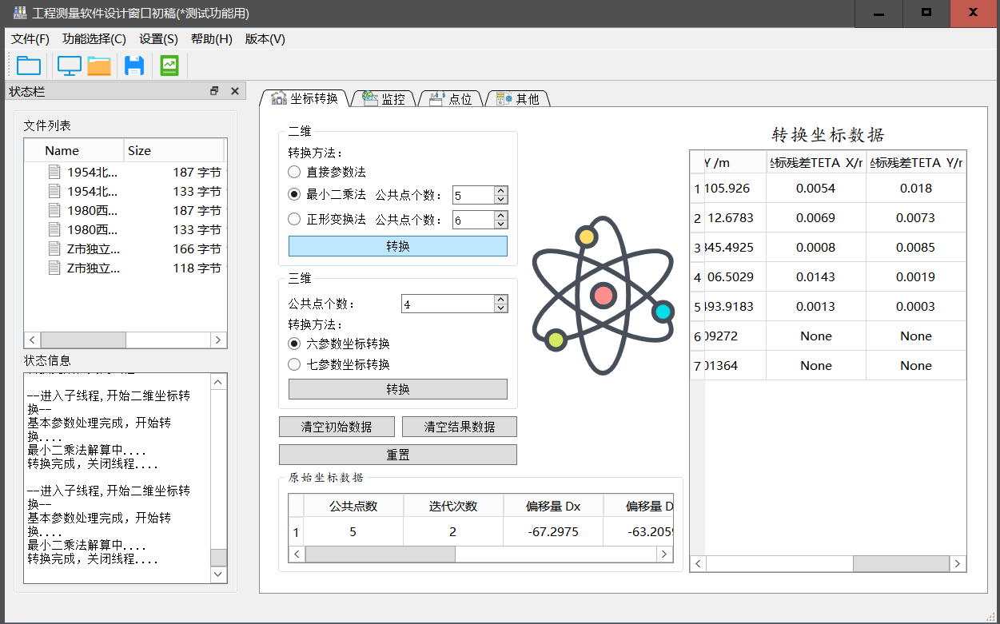 工程测量软件设计窗口初稿(*测试功能用)
文件(F) 功能选择(C) 设置(S) 帮助(H) 版本(V)
状态栏
文件列表
Name Size
1954北... 187 字节
1954北... 133 字节
1980西... 187 字节
1980西... 133 字节
Z市独立... 166 字节
Z市独立... 118 字节
状态信息
--进入子线程,开始二维坐标转
换--
基本参数处理完成，开始转
换....
最小二乘法解算中....
转换完成，关闭线程....
--进入子线程,开始二维坐标转
换--
基本参数处理完成，开始转
换....
最小二乘法解算中....
转换完成，关闭线程....
坐标转换 监控 点位 其他
二维
转换方法：
直接参数法
最小二乘法 公共点个数： 5
正形变换法 公共点个数： 6
转换
三维
公共点个数： 4
转换方法：
六参数坐标转换
七参数坐标转换
转换
清空初始数据 清空结果数据
重置
原始坐标数据
公共点数 迭代次数 偏移量 Dx 偏移量 D
1 5 2 -67.2975 -63.205
转换坐标数据
Y /m 坐标残差TETA X/r 坐标残差TETA Y/r
1 105.926 0.0054 0.018
2 12.6783 0.0069 0.0073
3 345.4925 0.0008 0.0085
4 06.5029 0.0143 0.0019
5 493.9183 0.0013 0.0003
6 09272 None None
7 01364 None None